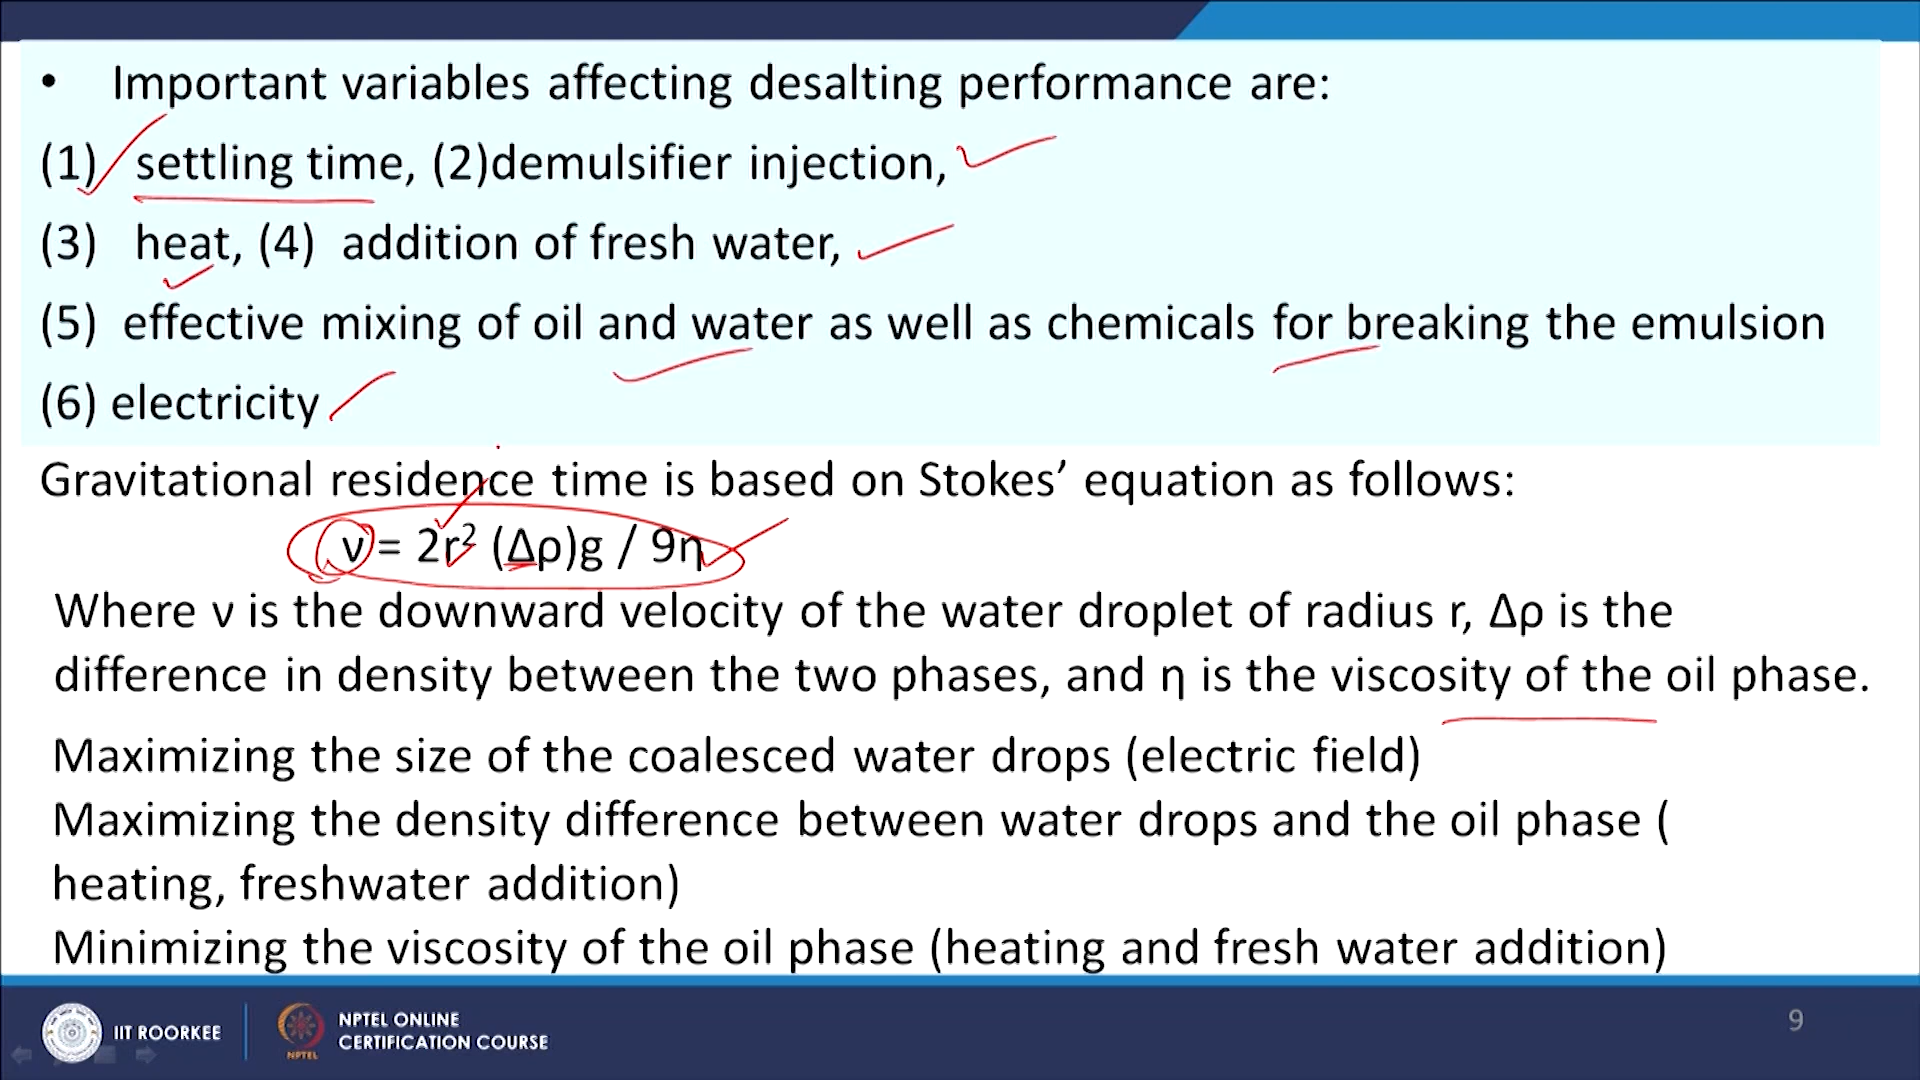 • Important variables affecting desalting performance are:
(1) settling time, (2)demulsifier injection,
(3) heat, (4) addition of fresh water,
(5) effective mixing of oil and water as well as chemicals for breaking the emulsion
(6) electricity
Gravitational residence time is based on Stokes’ equation as follows:
ν = 2r² (Δρ)g / 9η
Where ν is the downward velocity of the water droplet of radius r, Δρ is the
difference in density between the two phases, and η is the viscosity of the oil phase.
Maximizing the size of the coalesced water drops (electric field)
Maximizing the density difference between water drops and the oil phase (
heating, freshwater addition)
Minimizing the viscosity of the oil phase (heating and fresh water addition)
IIT ROORKEE
NPTEL
NPTEL ONLINE
CERTIFICATION COURSE
9